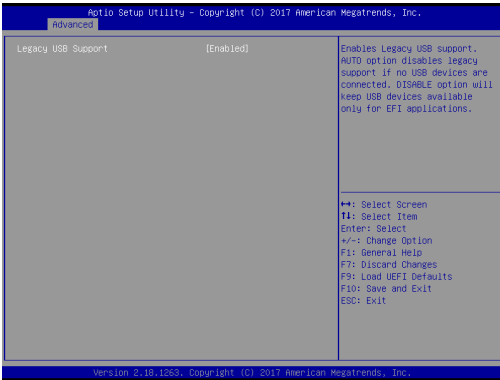 Aptio Setup Utility – Copyright (C) 2017 American Megatrends, Inc.
Advanced
Legacy USB Support [Enabled]
Enables Legacy USB support.
AUTO option disables legacy
support if no USB devices are
connected. DISABLE option will
keep USB devices available
only for EFI applications.
↔: Select Screen
↑↓: Select Item
Enter: Select
+/-: Change Option
F1: General Help
F7: Discard Changes
F9: Load UEFI Defaults
F10: Save and Exit
ESC: Exit
Version 2.18.1263. Copyright (C) 2017 American Megatrends, Inc.